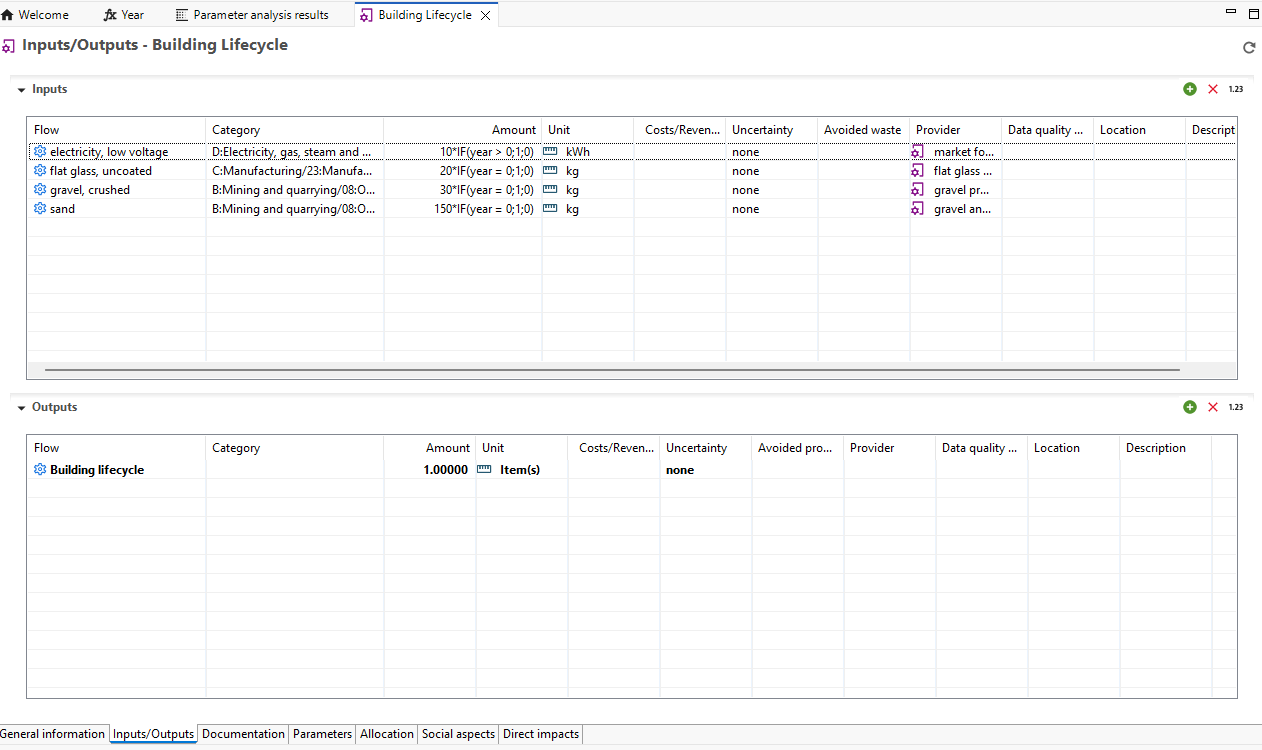 Welcome fx Year Parameter analysis results Building Lifecycle
Inputs/Outputs - Building Lifecycle
Inputs 1.23
Flow Category Amount Unit Costs/Reven... Uncertainty Avoided waste Provider Data quality ... Location Descript
electricity, low voltage D:Electricity, gas, steam and ... 10*IF(year > 0;1;0) kWh none market fo...
flat glass, uncoated C:Manufacturing/23:Manufa... 20*IF(year = 0;1;0) kg none flat glass ...
gravel, crushed B:Mining and quarrying/08:O... 30*IF(year = 0;1;0) kg none gravel pr...
sand B:Mining and quarrying/08:O... 150*IF(year = 0;1;0) kg none gravel an...
Outputs 1.23
Flow Category Amount Unit Costs/Reven... Uncertainty Avoided pro... Provider Data quality ... Location Description
Building lifecycle 1.00000 Item(s) none
General information Inputs/Outputs Documentation Parameters Allocation Social aspects Direct impacts